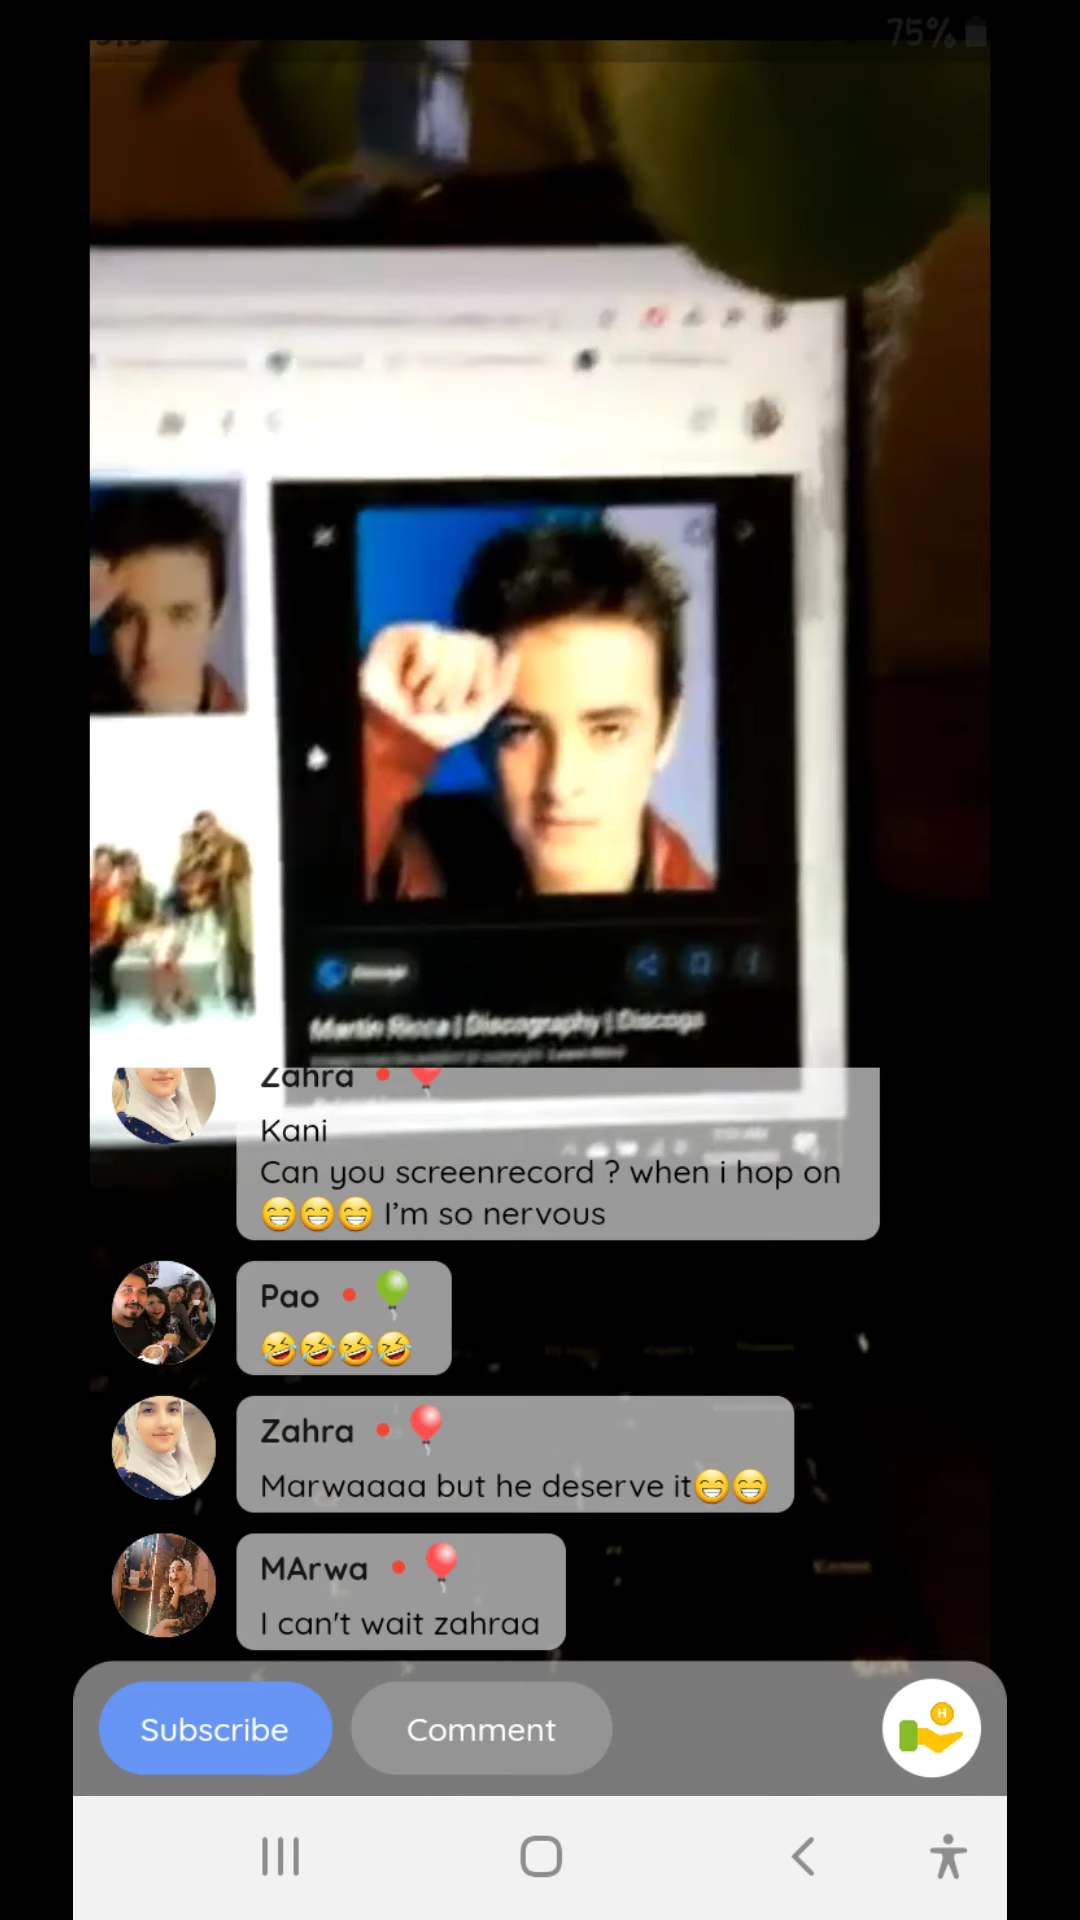 75%
Martin Ricca | Discography | Discogs
Zahra
Kani
Can you screenrecord ? when i hop on
😁😁😁 I'm so nervous
Pao
🤣🤣🤣🤣
Zahra
Marwaaaa but he deserve it😁😁
MArwa
I can't wait zahraa
Subscribe
Comment
H